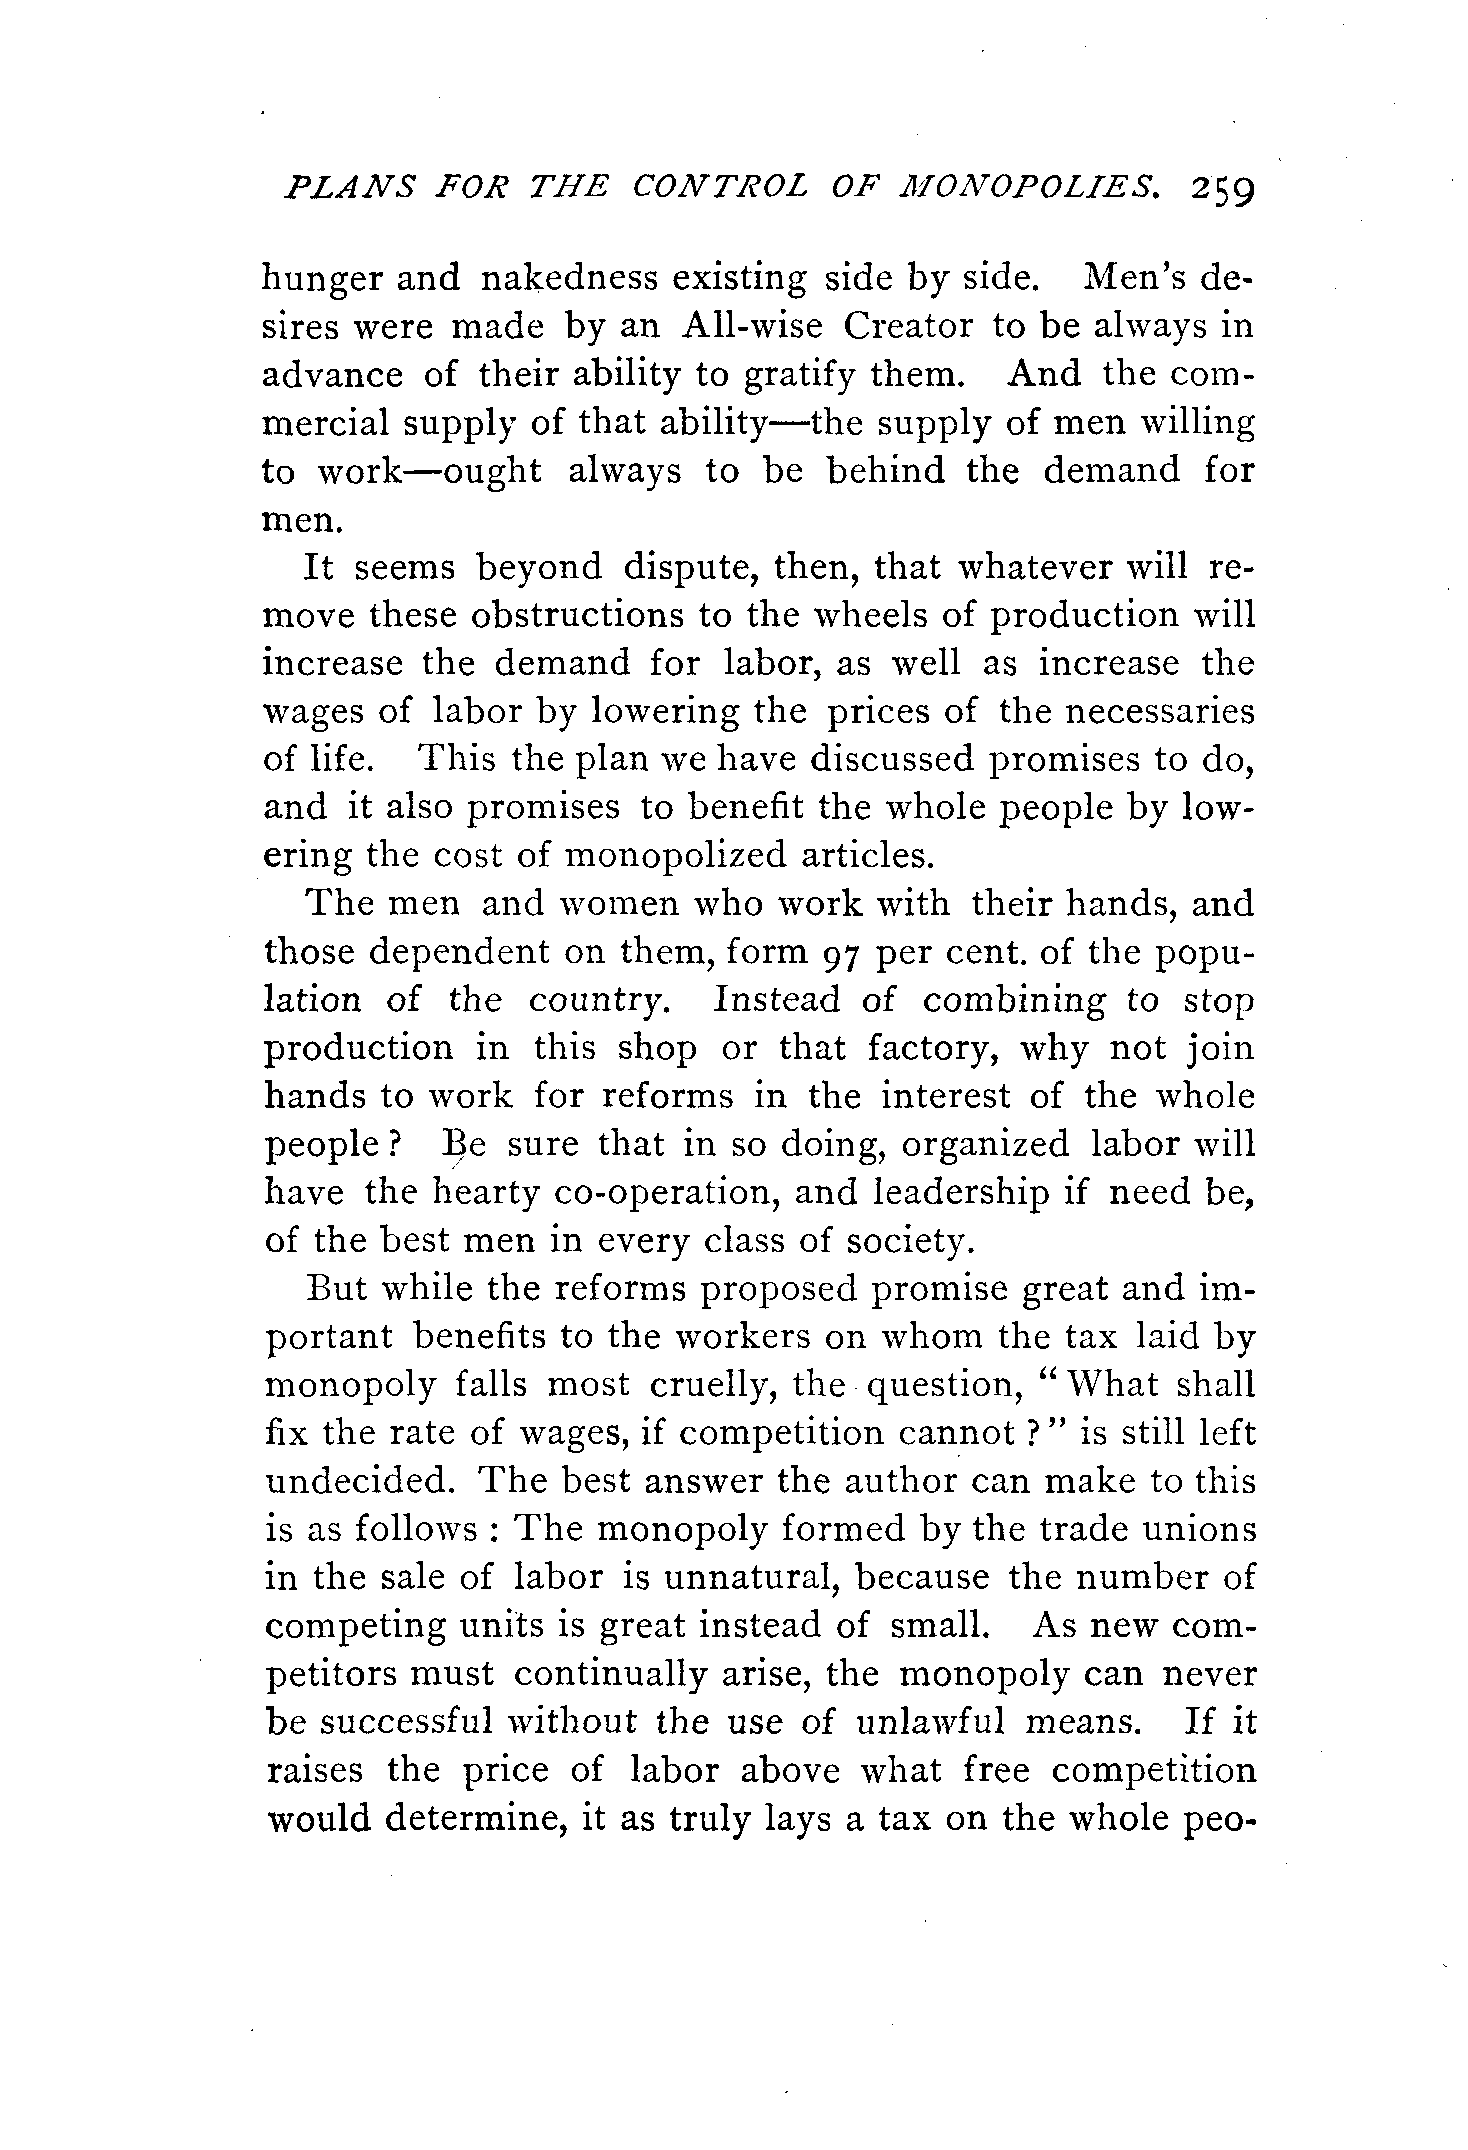 PLANS FOR THE CONTROL OF MONOPOLIES. 259
hunger and nakedness existing side by side. Men's de-
sires were made by an All-wise Creator to be always in
advance of their ability to gratify them. And the com-
mercial supply of that ability—the supply of men willing
to work—ought always to be behind the demand for
men.
It seems beyond dispute, then, that whatever will re-
move these obstructions to the wheels of production will
increase the demand for labor, as well as increase the
wages of labor by lowering the prices of the necessaries
of life. This the plan we have discussed promises to do,
and it also promises to benefit the whole people by low-
ering the cost of monopolized articles.
The men and women who work with their hands, and
those dependent on them, form 97 per cent. of the popu-
lation of the country. Instead of combining to stop
production in this shop or that factory, why not join
hands to work for reforms in the interest of the whole
people? Be sure that in so doing, organized labor will
have the hearty co-operation, and leadership if need be,
of the best men in every class of society.
But while the reforms proposed promise great and im-
portant benefits to the workers on whom the tax laid by
monopoly falls most cruelly, the question, "What shall
fix the rate of wages, if competition cannot?" is still left
undecided. The best answer the author can make to this
is as follows: The monopoly formed by the trade unions
in the sale of labor is unnatural, because the number of
competing units is great instead of small. As new com-
petitors must continually arise, the monopoly can never
be successful without the use of unlawful means. If it
raises the price of labor above what free competition
would determine, it as truly lays a tax on the whole peo-